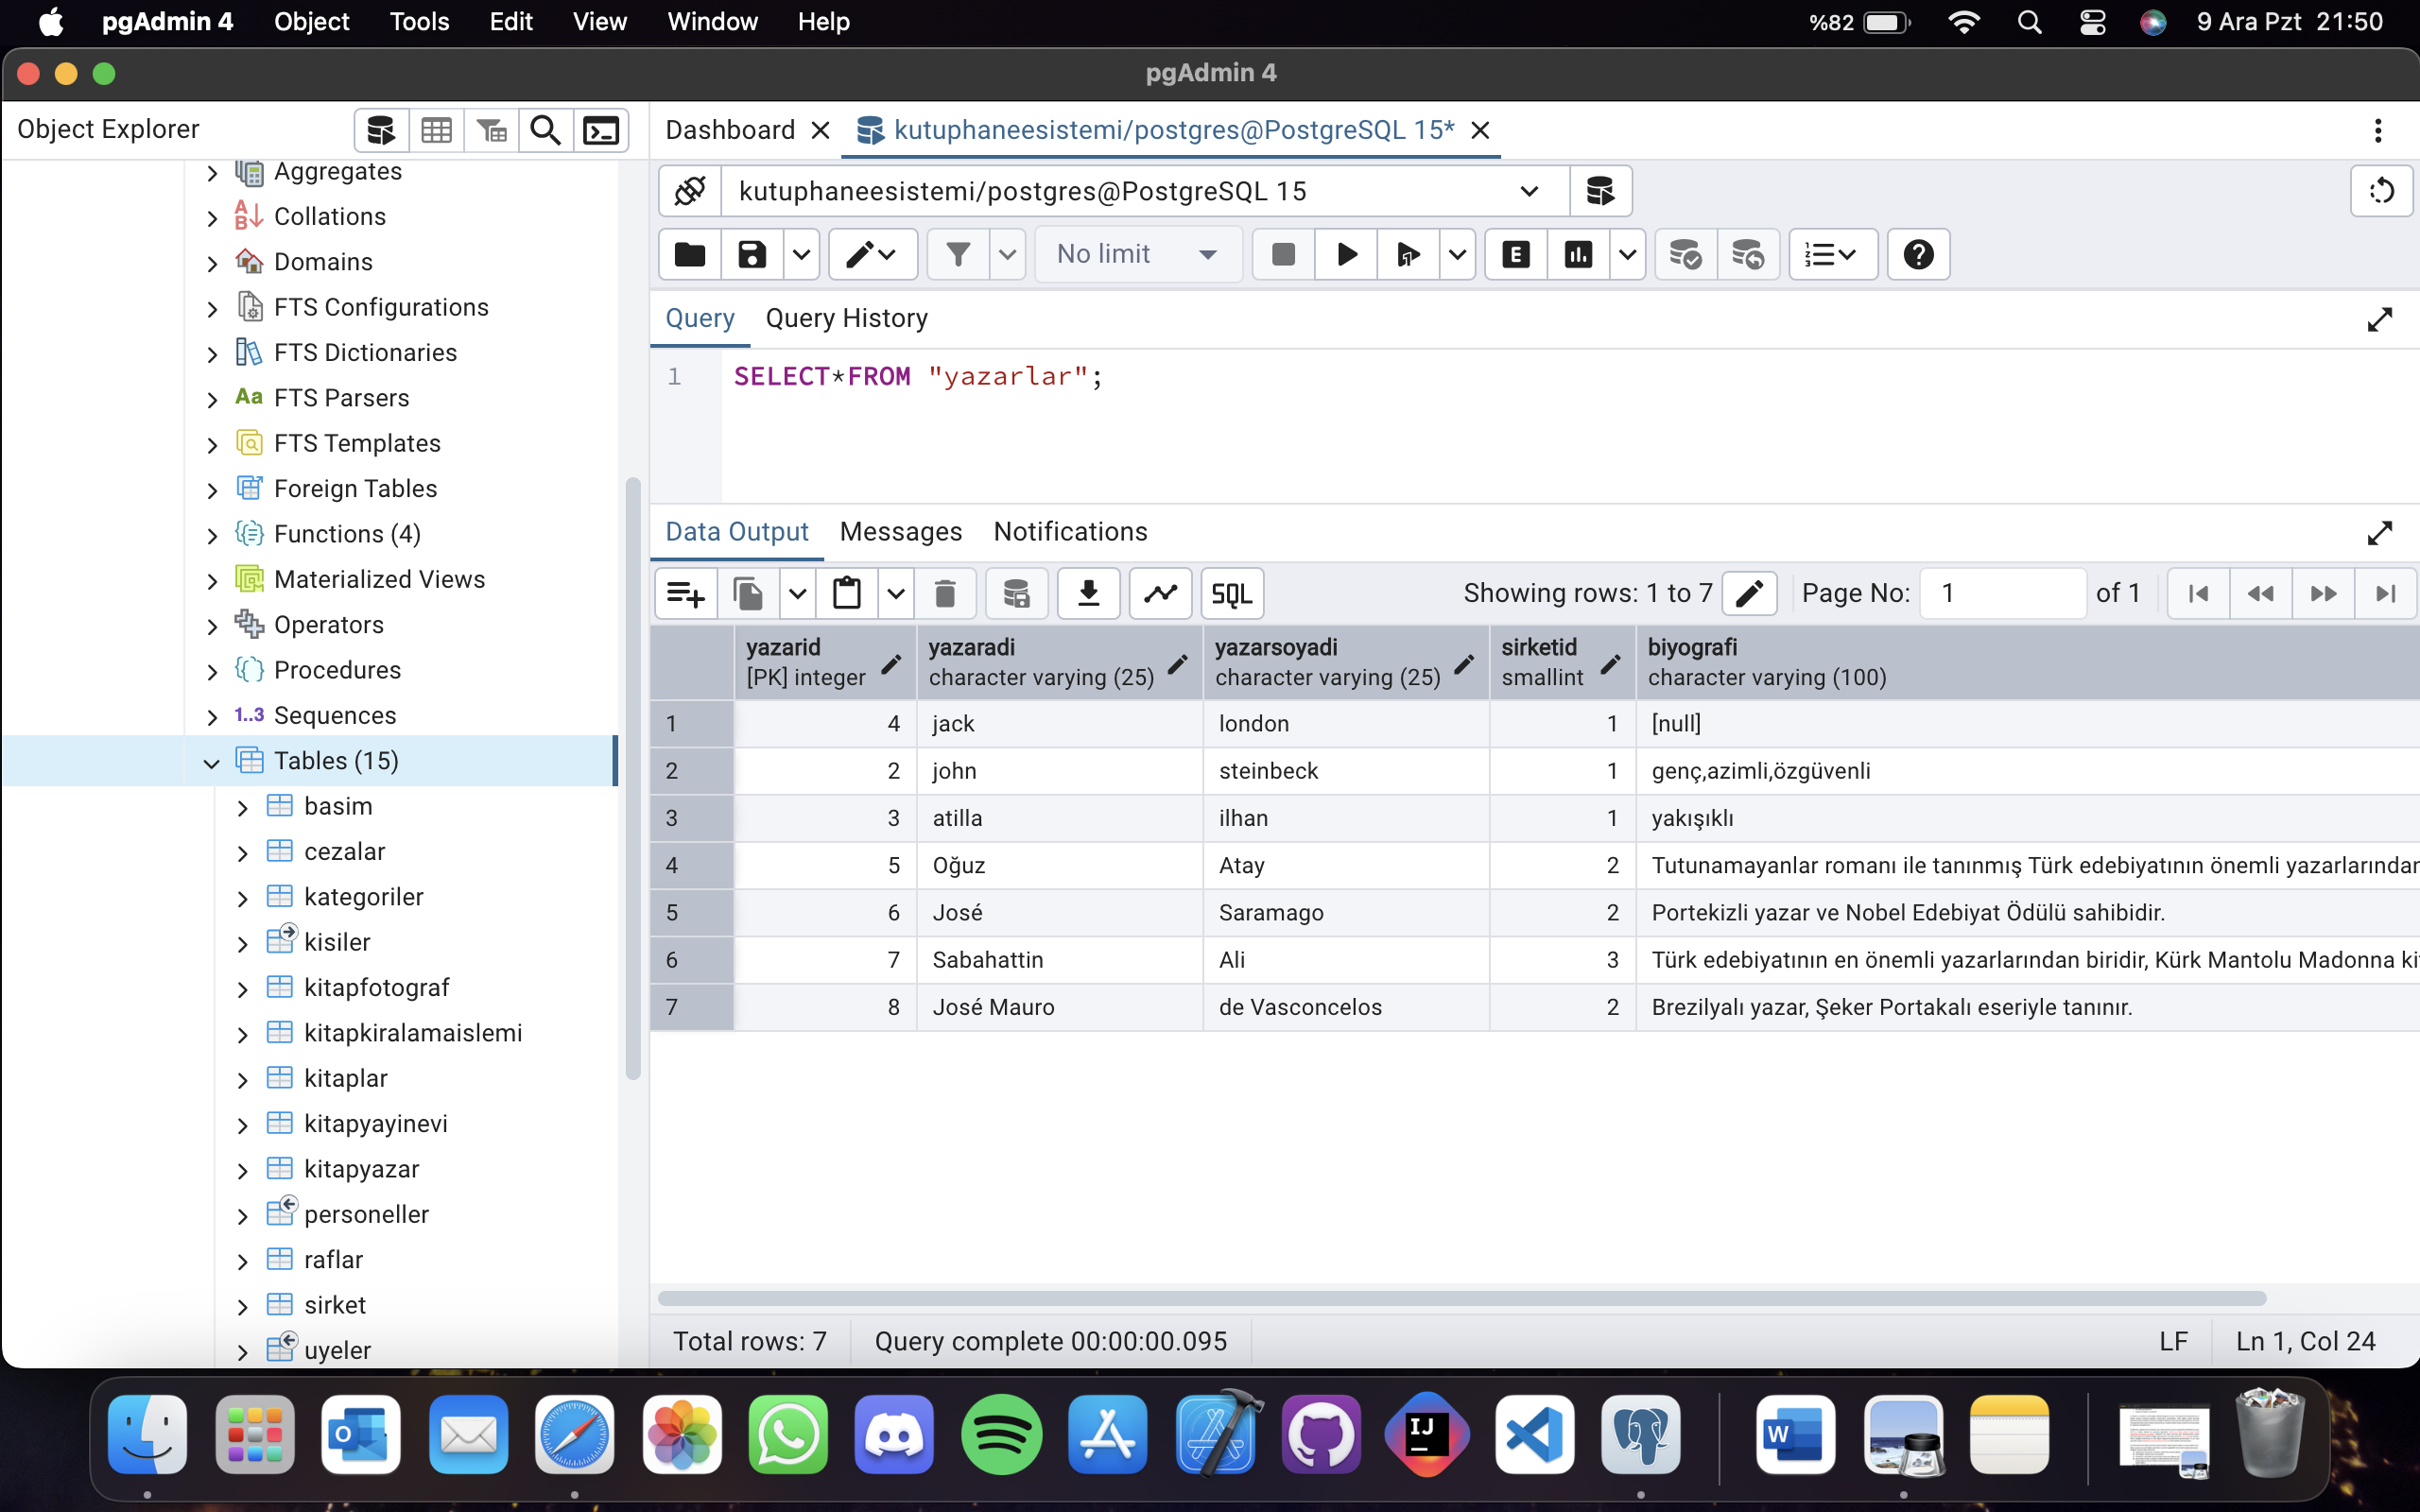 pgAdmin 4 Object Tools Edit View Window Help %82 9 Ara Pzt 21:50
pgAdmin 4
Object Explorer
Aggregates
Collations
Domains
FTS Configurations
FTS Dictionaries
Aa FTS Parsers
FTS Templates
Foreign Tables
Functions (4)
Materialized Views
Operators
Procedures
1..3 Sequences
Tables (15)
basim
cezalar
kategoriler
kisiler
kitapfotograf
kitapkiralamaislemi
kitaplar
kitapyayinevi
kitapyazar
personeller
raflar
sirket
uyeler
Dashboard kutuphaneesistemi/postgres@PostgreSQL 15*
kutuphaneesistemi/postgres@PostgreSQL 15
No limit E
Query Query History
1 SELECT*FROM "yazarlar";
Data Output Messages Notifications
SQL Showing rows: 1 to 7 Page No: 1 of 1
yazarid yazaradi yazarsoyadi sirketid biyografi
[PK] integer character varying (25) character varying (25) smallint character varying (100)
1 4 jack london 1 [null]
2 2 john steinbeck 1 genç,azimli,özgüvenli
3 3 atilla ilhan 1 yakışıklı
4 5 Oğuz Atay 2 Tutunamayanlar romanı ile tanınmış Türk edebiyatının önemli yazarlarından
5 6 José Saramago 2 Portekizli yazar ve Nobel Edebiyat Ödülü sahibidir.
6 7 Sabahattin Ali 3 Türk edebiyatının en önemli yazarlarından biridir, Kürk Mantolu Madonna ki
7 8 José Mauro de Vasconcelos 2 Brezilyalı yazar, Şeker Portakalı eseriyle tanınır.
Total rows: 7 Query complete 00:00:00.095 LF Ln 1, Col 24